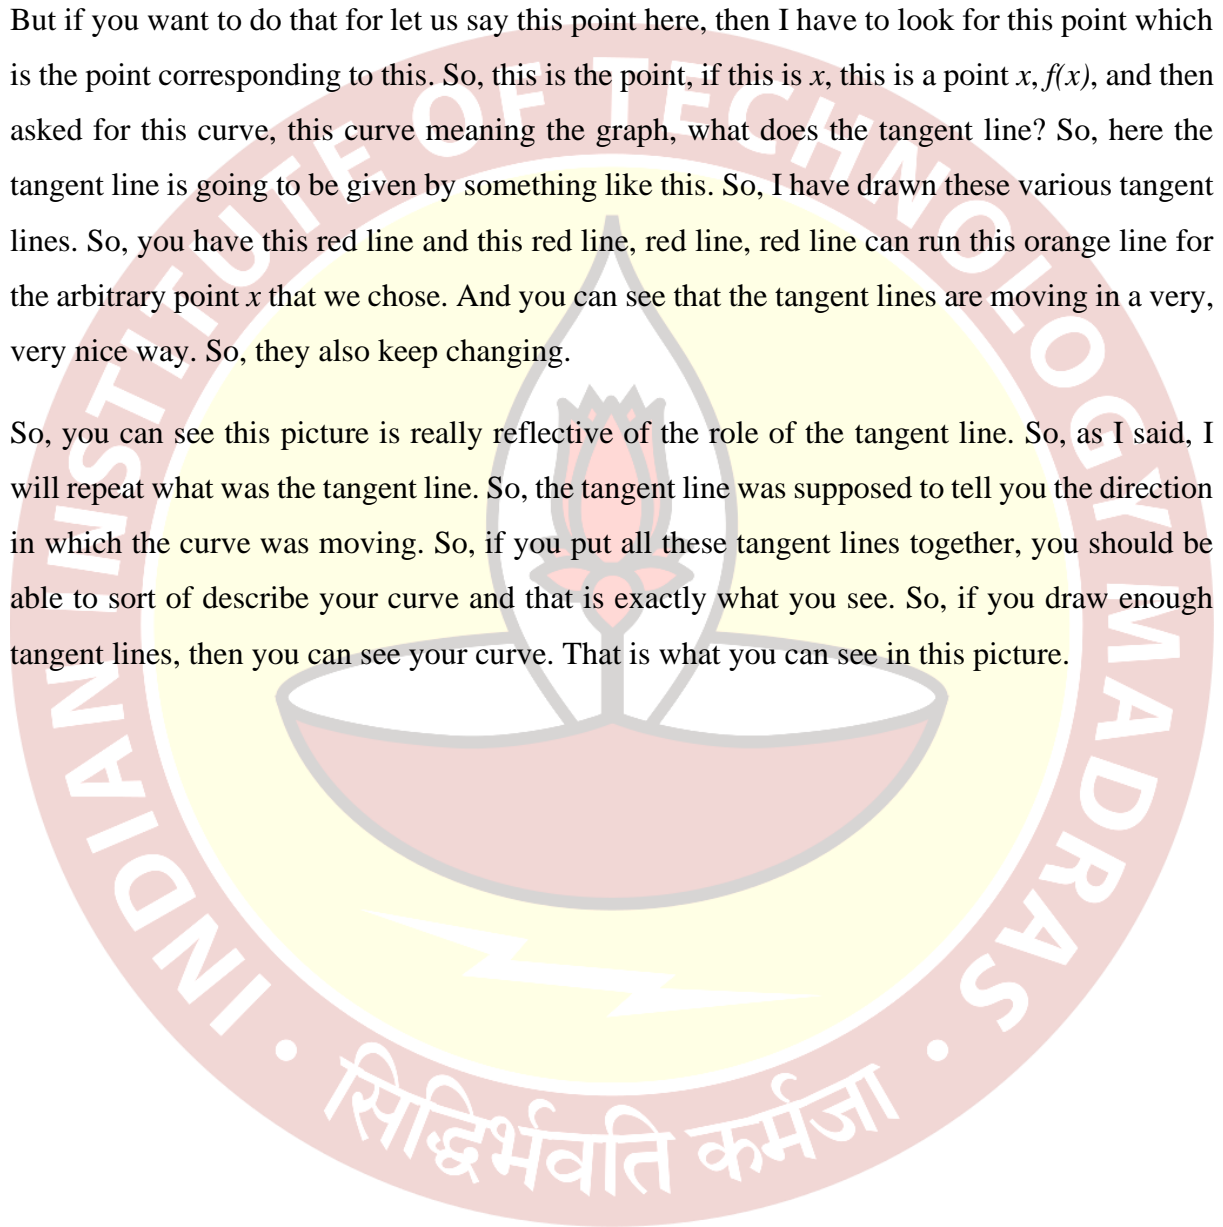 But if you want to do that for let us say this point here, then I have to look for this point which
is the point corresponding to this. So, this is the point, if this is x, this is a point x, f(x), and then
asked for this curve, this curve meaning the graph, what does the tangent line? So, here the
tangent line is going to be given by something like this. So, I have drawn these various tangent
lines. So, you have this red line and this red line, red line, red line can run this orange line for
the arbitrary point x that we chose. And you can see that the tangent lines are moving in a very,
very nice way. So, they also keep changing.
So, you can see this picture is really reflective of the role of the tangent line. So, as I said, I
will repeat what was the tangent line. So, the tangent line was supposed to tell you the direction
in which the curve was moving. So, if you put all these tangent lines together, you should be
able to sort of describe your curve and that is exactly what you see. So, if you draw enough
tangent lines, then you can see your curve. That is what you can see in this picture.
INDIAN INSTITUTE OF TECHNOLOGY MADRAS
सिद्धिर्भवति कर्मजा